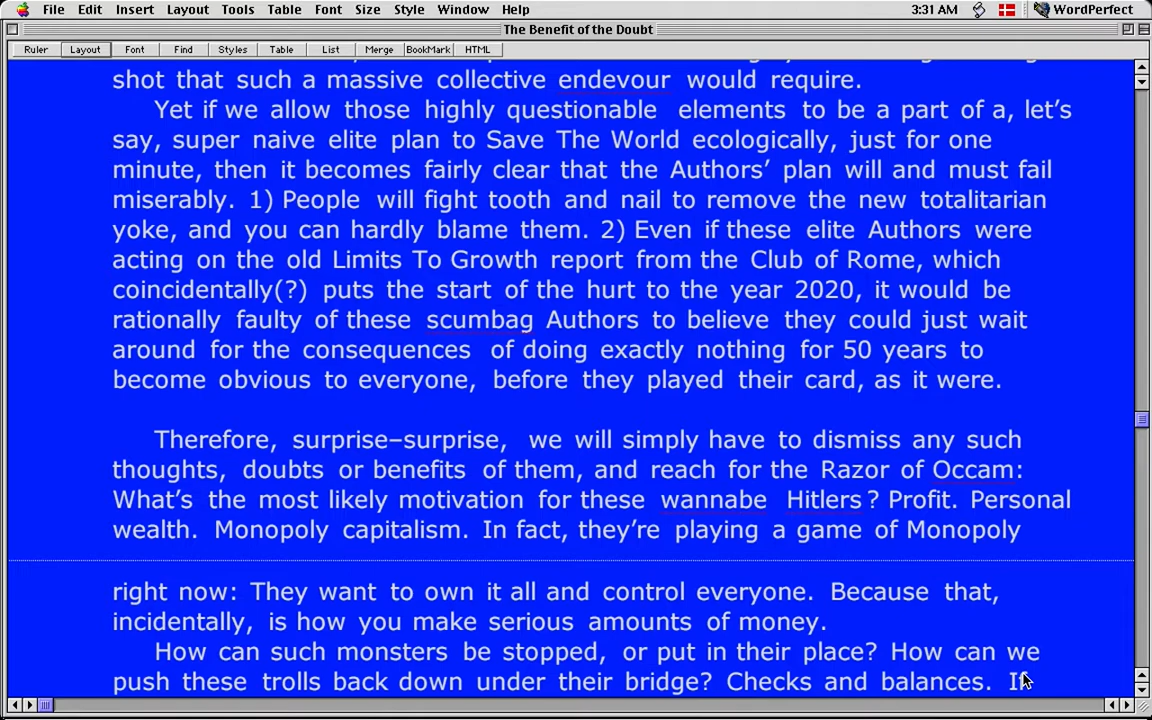 File Edit Insert Layout Tools Table Font Size Style Window Help 3:31 AM WordPerfect
The Benefit of the Doubt
Ruler Layout Font Find Styles Table List Merge BookMark HTML
shot that such a massive collective endevour would require.
Yet if we allow those highly questionable elements to be a part of a, let’s
say, super naive elite plan to Save The World ecologically, just for one
minute, then it becomes fairly clear that the Authors’ plan will and must fail
miserably. 1) People will fight tooth and nail to remove the new totalitarian
yoke, and you can hardly blame them. 2) Even if these elite Authors were
acting on the old Limits To Growth report from the Club of Rome, which
coincidentally(?) puts the start of the hurt to the year 2020, it would be
rationally faulty of these scumbag Authors to believe they could just wait
around for the consequences of doing exactly nothing for 50 years to
become obvious to everyone, before they played their card, as it were.
Therefore, surprise–surprise, we will simply have to dismiss any such
thoughts, doubts or benefits of them, and reach for the Razor of Occam:
What’s the most likely motivation for these wannabe Hitlers? Profit. Personal
wealth. Monopoly capitalism. In fact, they’re playing a game of Monopoly
right now: They want to own it all and control everyone. Because that,
incidentally, is how you make serious amounts of money.
How can such monsters be stopped, or put in their place? How can we
push these trolls back down under their bridge? Checks and balances. If